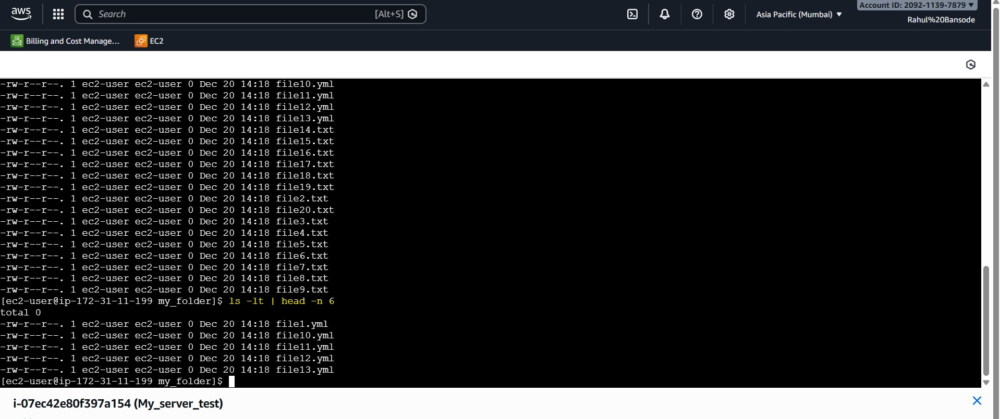 aws
Search [Alt+S]
Asia Pacific (Mumbai) ▼
Account ID: 2092-1139-7879 ▼
Rahul%20Bansode
Billing and Cost Manage...
EC2
-rw-r--r--. 1 ec2-user ec2-user 0 Dec 20 14:18 file10.yml
-rw-r--r--. 1 ec2-user ec2-user 0 Dec 20 14:18 file11.yml
-rw-r--r--. 1 ec2-user ec2-user 0 Dec 20 14:18 file12.yml
-rw-r--r--. 1 ec2-user ec2-user 0 Dec 20 14:18 file13.yml
-rw-r--r--. 1 ec2-user ec2-user 0 Dec 20 14:18 file14.txt
-rw-r--r--. 1 ec2-user ec2-user 0 Dec 20 14:18 file15.txt
-rw-r--r--. 1 ec2-user ec2-user 0 Dec 20 14:18 file16.txt
-rw-r--r--. 1 ec2-user ec2-user 0 Dec 20 14:18 file17.txt
-rw-r--r--. 1 ec2-user ec2-user 0 Dec 20 14:18 file18.txt
-rw-r--r--. 1 ec2-user ec2-user 0 Dec 20 14:18 file19.txt
-rw-r--r--. 1 ec2-user ec2-user 0 Dec 20 14:18 file2.txt
-rw-r--r--. 1 ec2-user ec2-user 0 Dec 20 14:18 file20.txt
-rw-r--r--. 1 ec2-user ec2-user 0 Dec 20 14:18 file3.txt
-rw-r--r--. 1 ec2-user ec2-user 0 Dec 20 14:18 file4.txt
-rw-r--r--. 1 ec2-user ec2-user 0 Dec 20 14:18 file5.txt
-rw-r--r--. 1 ec2-user ec2-user 0 Dec 20 14:18 file6.txt
-rw-r--r--. 1 ec2-user ec2-user 0 Dec 20 14:18 file7.txt
-rw-r--r--. 1 ec2-user ec2-user 0 Dec 20 14:18 file8.txt
-rw-r--r--. 1 ec2-user ec2-user 0 Dec 20 14:18 file9.txt
[ec2-user@ip-172-31-11-199 my_folder]$ ls -lt | head -n 6
total 0
-rw-r--r--. 1 ec2-user ec2-user 0 Dec 20 14:18 file1.yml
-rw-r--r--. 1 ec2-user ec2-user 0 Dec 20 14:18 file10.yml
-rw-r--r--. 1 ec2-user ec2-user 0 Dec 20 14:18 file11.yml
-rw-r--r--. 1 ec2-user ec2-user 0 Dec 20 14:18 file12.yml
-rw-r--r--. 1 ec2-user ec2-user 0 Dec 20 14:18 file13.yml
[ec2-user@ip-172-31-11-199 my_folder]$
i-07ec42e80f397a154 (My_server_test)